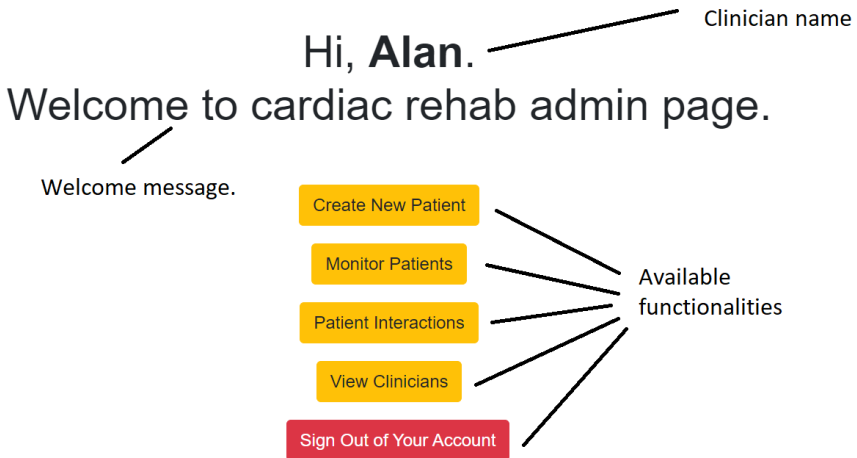 Clinician name
Hi, Alan.
Welcome to cardiac rehab admin page.
Welcome message.
Create New Patient
Monitor Patients
Patient Interactions
View Clinicians
Sign Out of Your Account
Available
functionalities